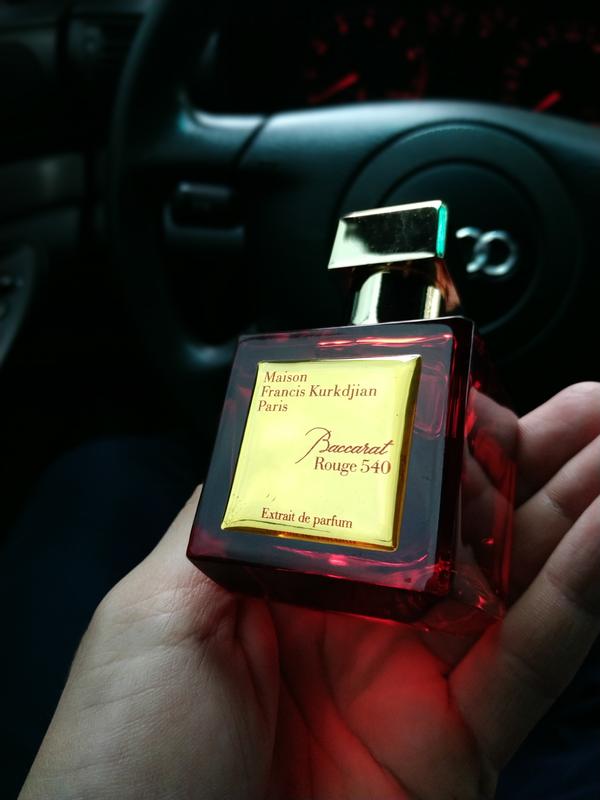 Maison
Francis Kurkdjian
Paris
Baccarat
Rouge 540
Extrait de parfum